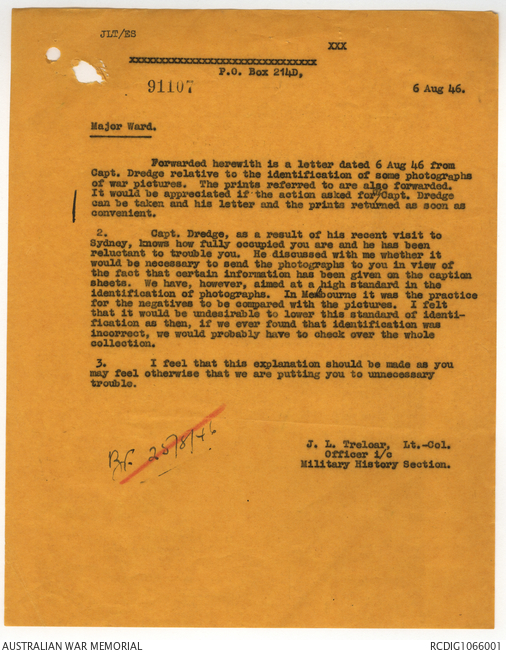 JLT/ES
XXX
xxxxxxxxxxxxxxxxxxxxxxxxxxxxxx
P.O. Box 214D,
91107
6 Aug 46.
Major Ward.
Forwarded herewith is a letter dated 6 Aug 46 from
Capt. Dredge relative to the identification of some photographs
of war pictures. The prints referred to are also forwarded.
It would be appreciated if the action asked for Capt. Dredge
can be taken and his letter and the prints returned as soon as
convenient.
2. Capt. Dredge, as a result of his recent visit to
Sydney, knows how fully occupied you are and he has been
reluctant to trouble you. He discussed with me whether it
would be necessary to send the photographs to you in view of
the fact that certain information has been given on the caption
sheets. We have, however, aimed at a high standard in the
identification of photographs. In Melbourne it was the practice
for the negatives to be compared with the pictures. I felt
that it would be undesirable to lower this standard of identi-
fication as then, if we ever found that identification was
incorrect, we would probably have to check over the whole
collection.
3. I feel that this explanation should be made as you
may feel otherwise that we are putting you to unnecessary
trouble.
25/8/46
J. L. Treloar, Lt.-Col.
Officer i/c
Military History Section.
AUSTRALIAN WAR MEMORIAL
RCDIG1066001